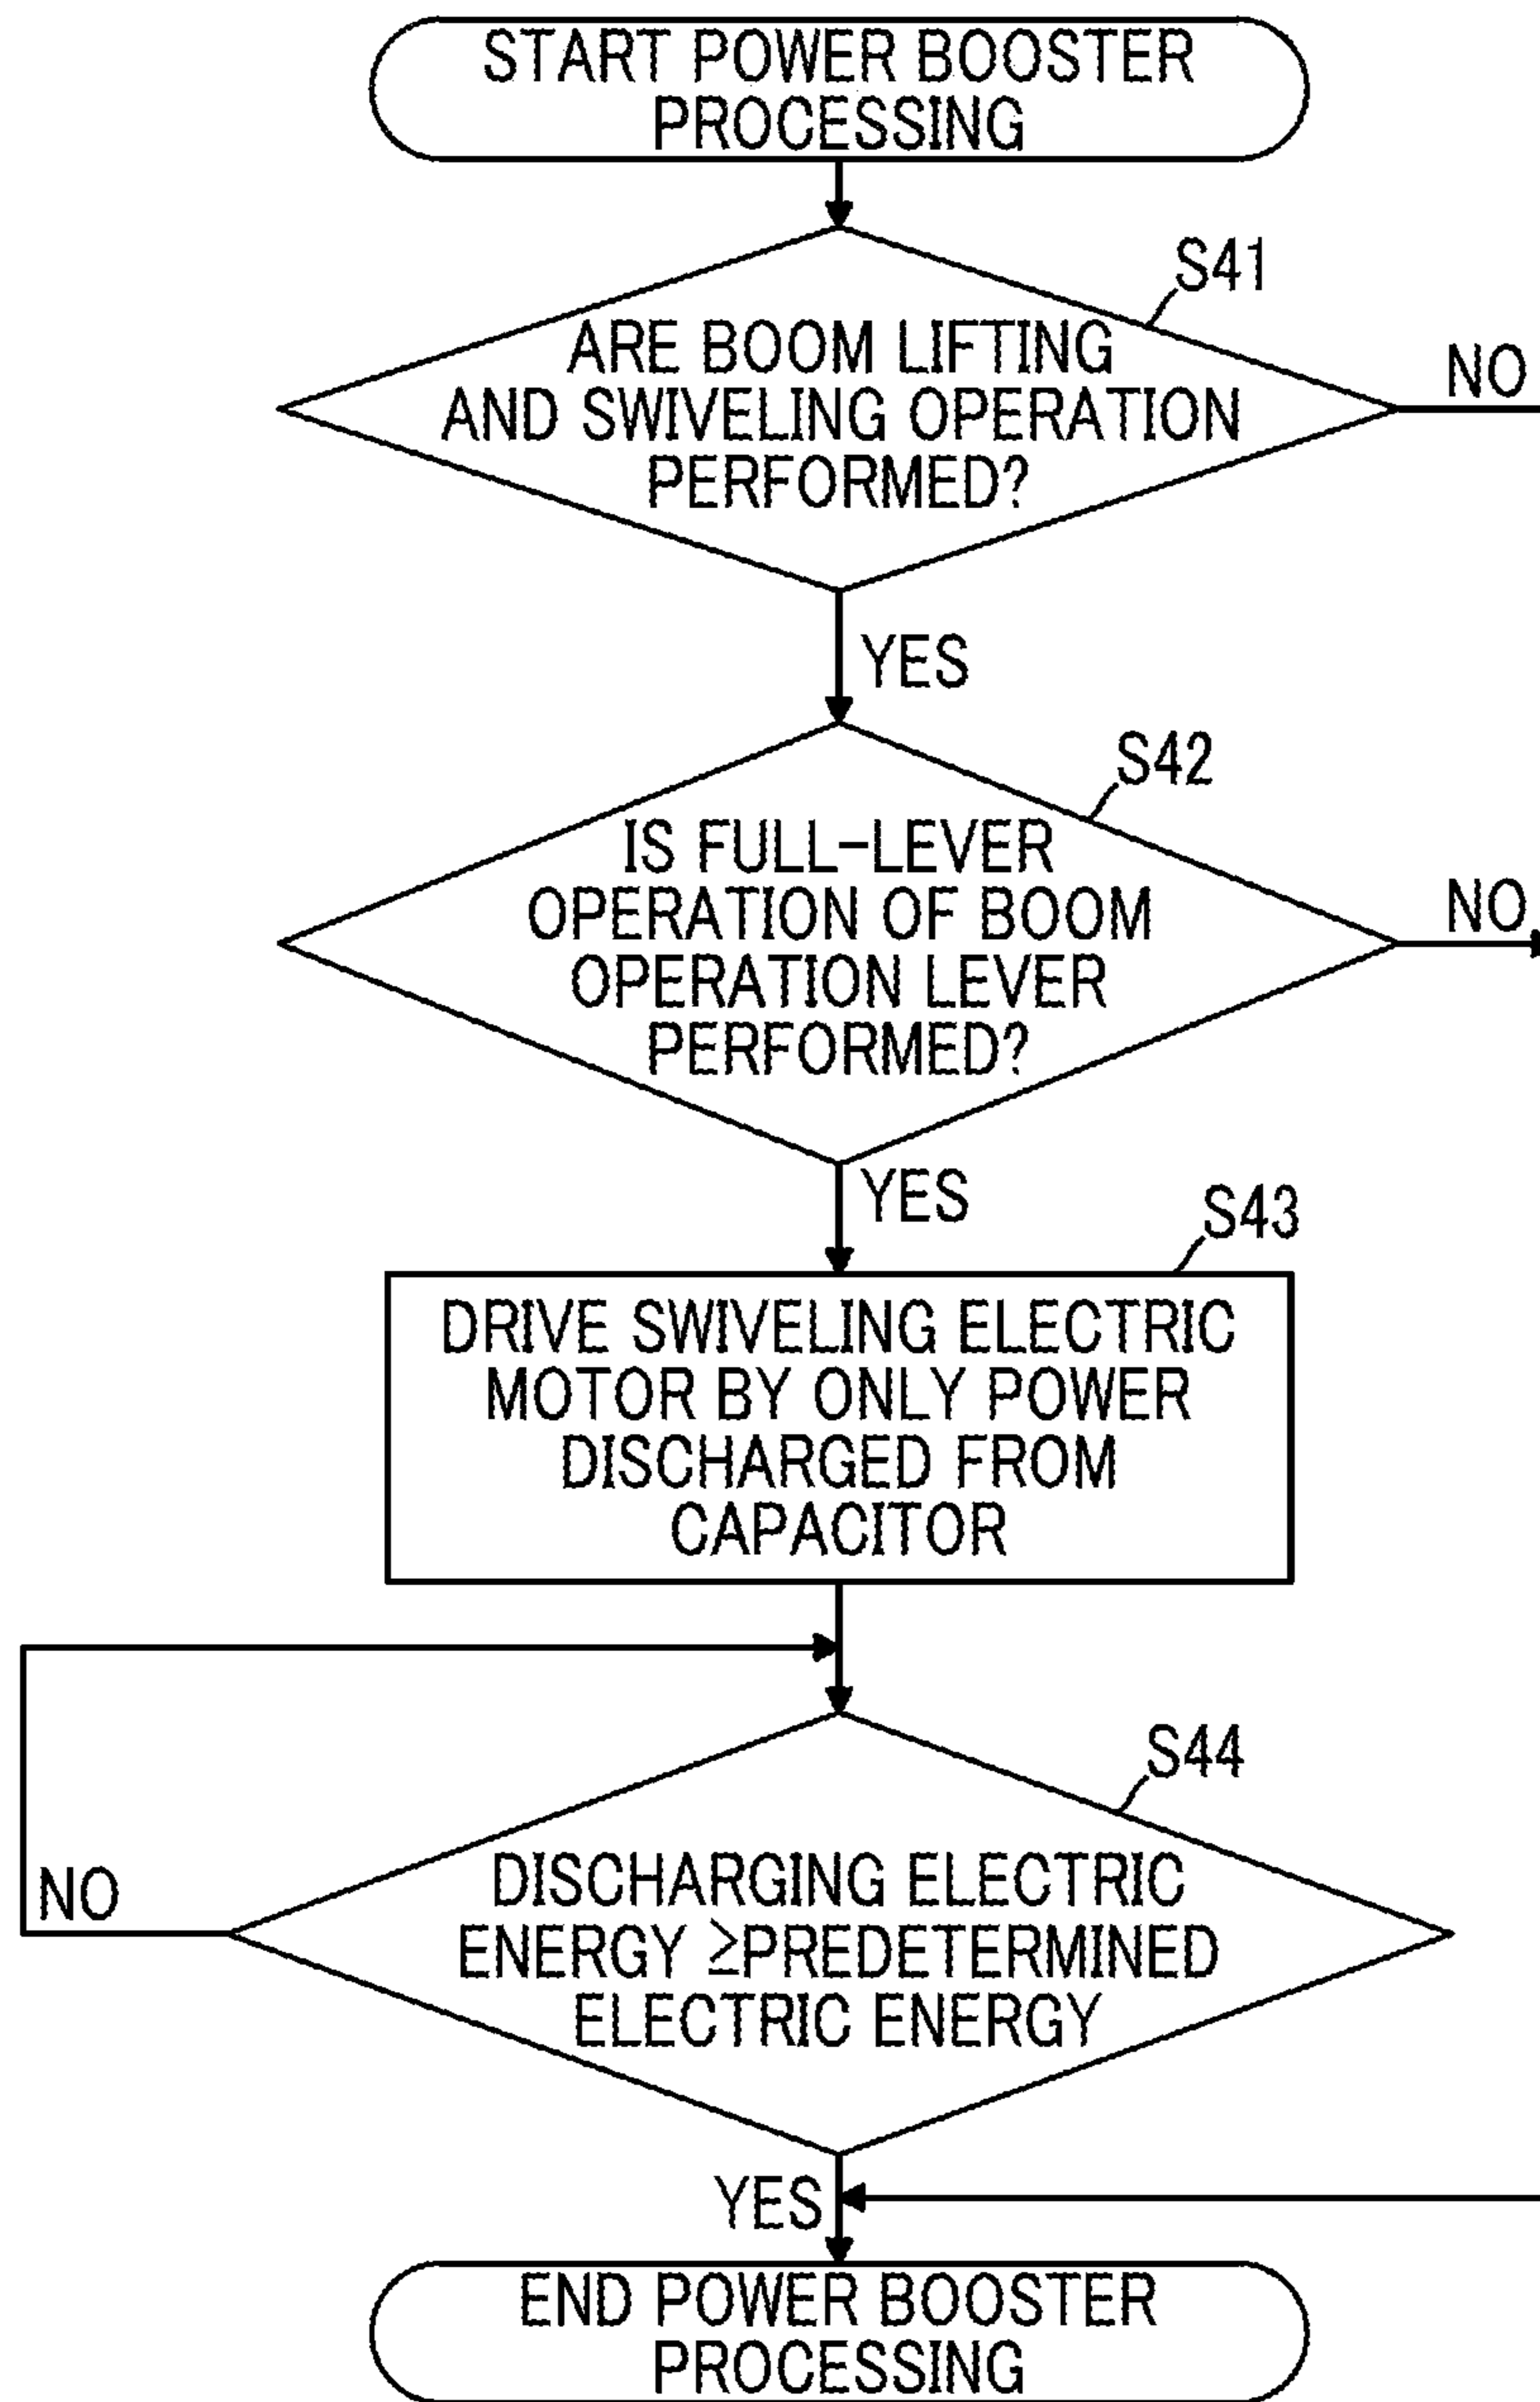 START POWER BOOSTER
PROCESSING
S41
ARE BOOM LIFTING
AND SWIVELING OPERATION
PERFORMED?
NO
YES
S42
IS FULL-LEVER
OPERATION OF BOOM
OPERATION LEVER
PERFORMED?
NO
YES
S43
DRIVE SWIVELING ELECTRIC
MOTOR BY ONLY POWER
DISCHARGED FROM
CAPACITOR
S44
DISCHARGING ELECTRIC
ENERGY ≥PREDETERMINED
ELECTRIC ENERGY
NO
YES
END POWER BOOSTER
PROCESSING